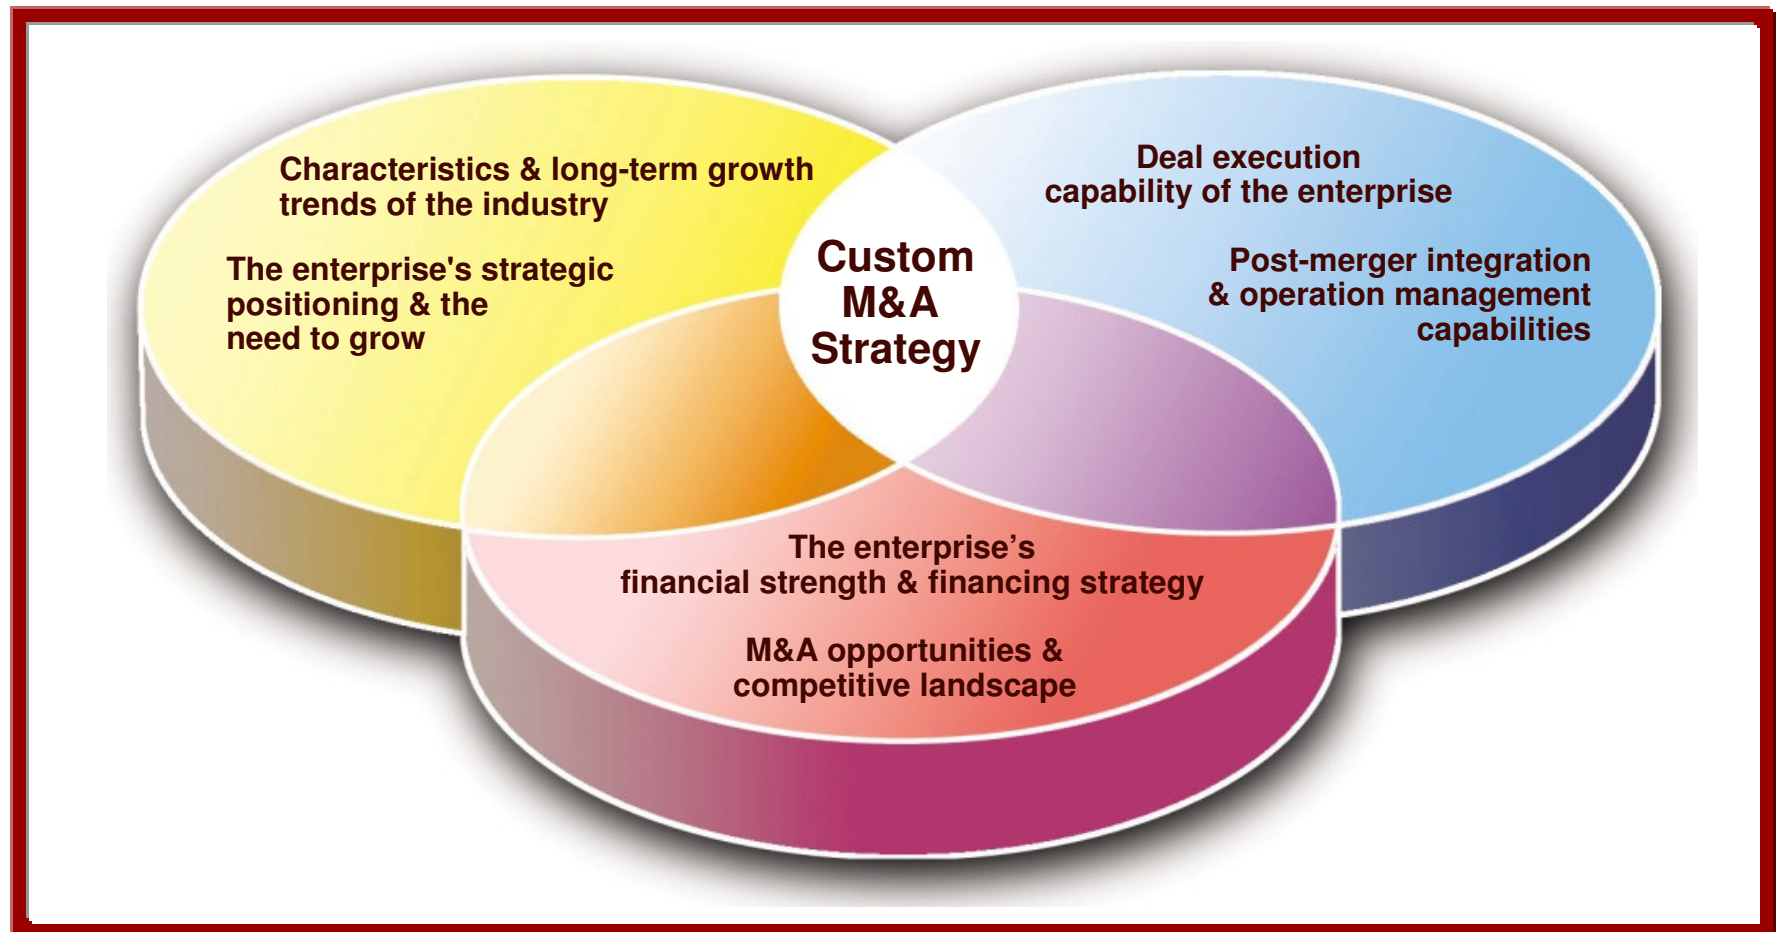 Characteristics & long-term growth
trends of the industry
The enterprise's strategic
positioning & the
need to grow
Custom
M&A
Strategy
Deal execution
capability of the enterprise
Post-merger integration
& operation management
capabilities
The enterprise’s
financial strength & financing strategy
M&A opportunities &
competitive landscape